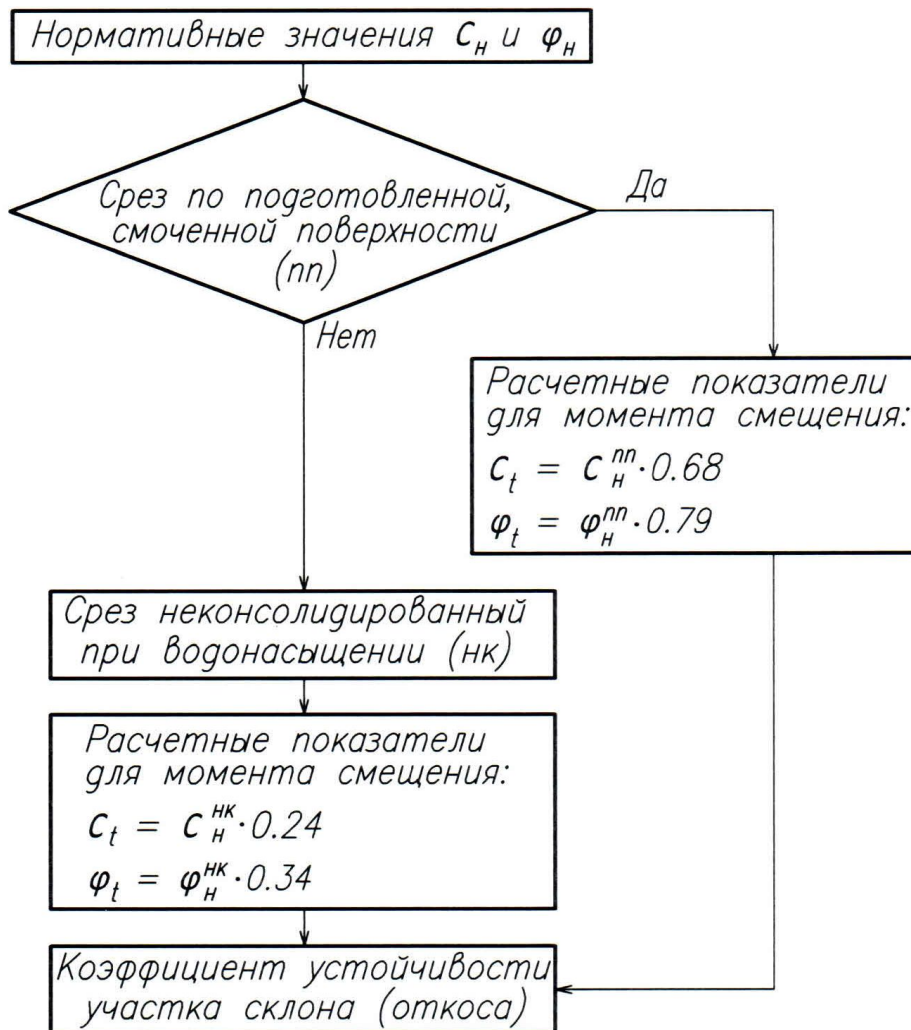 Нормативные значения Cн и φн
Срез по подготовленной,
смоченной поверхности
(пп)
Да
Нет
Расчетные показатели
для момента смещения:
Ct = Cнпп·0.68
φt = φнпп·0.79
Срез неконсолидированный
при водонасыщении (нк)
Расчетные показатели
для момента смещения:
Ct = Cннк·0.24
φt = φннк·0.34
Коэффициент устойчивости
участка склона (откоса)